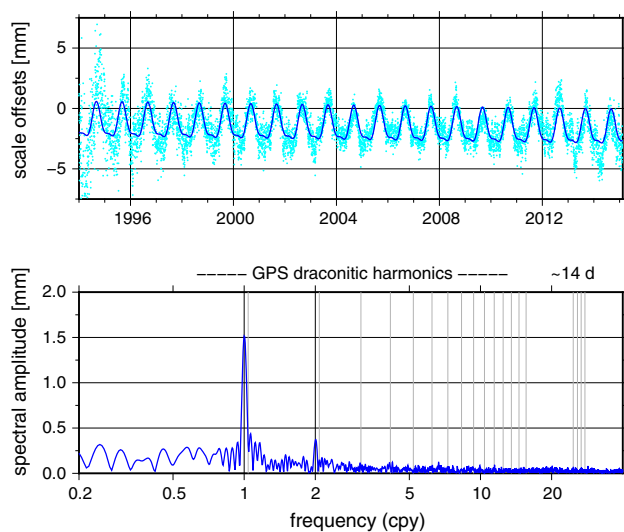 scale offsets [mm]
5
0
−5
1996 2000 2004 2008 2012
−−−−− GPS draconitic harmonics −−−−− ~14 d
spectral amplitude [mm]
2.0
1.5
1.0
0.5
0.0
0.2 0.5 1 2 5 10 20
frequency (cpy)